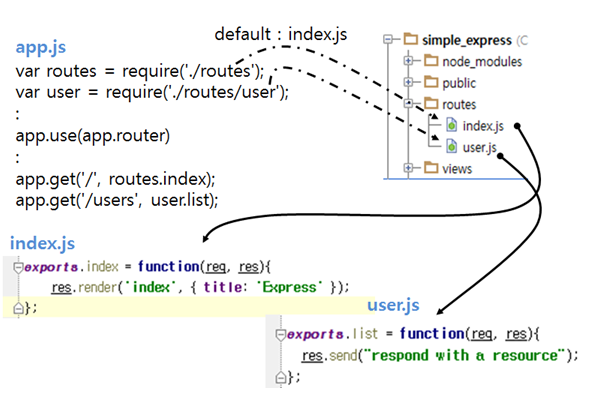 default : index.js
app.js
var routes = require('./routes');
var user = require('./routes/user');
:
app.use(app.router)
:
app.get('/', routes.index);
app.get('/users', user.list);
simple_express (C
node_modules
public
routes
index.js
user.js
views
index.js
exports.index = function(req, res){
res.render('index', { title: 'Express' });
};
user.js
exports.list = function(req, res){
res.send("respond with a resource");
};